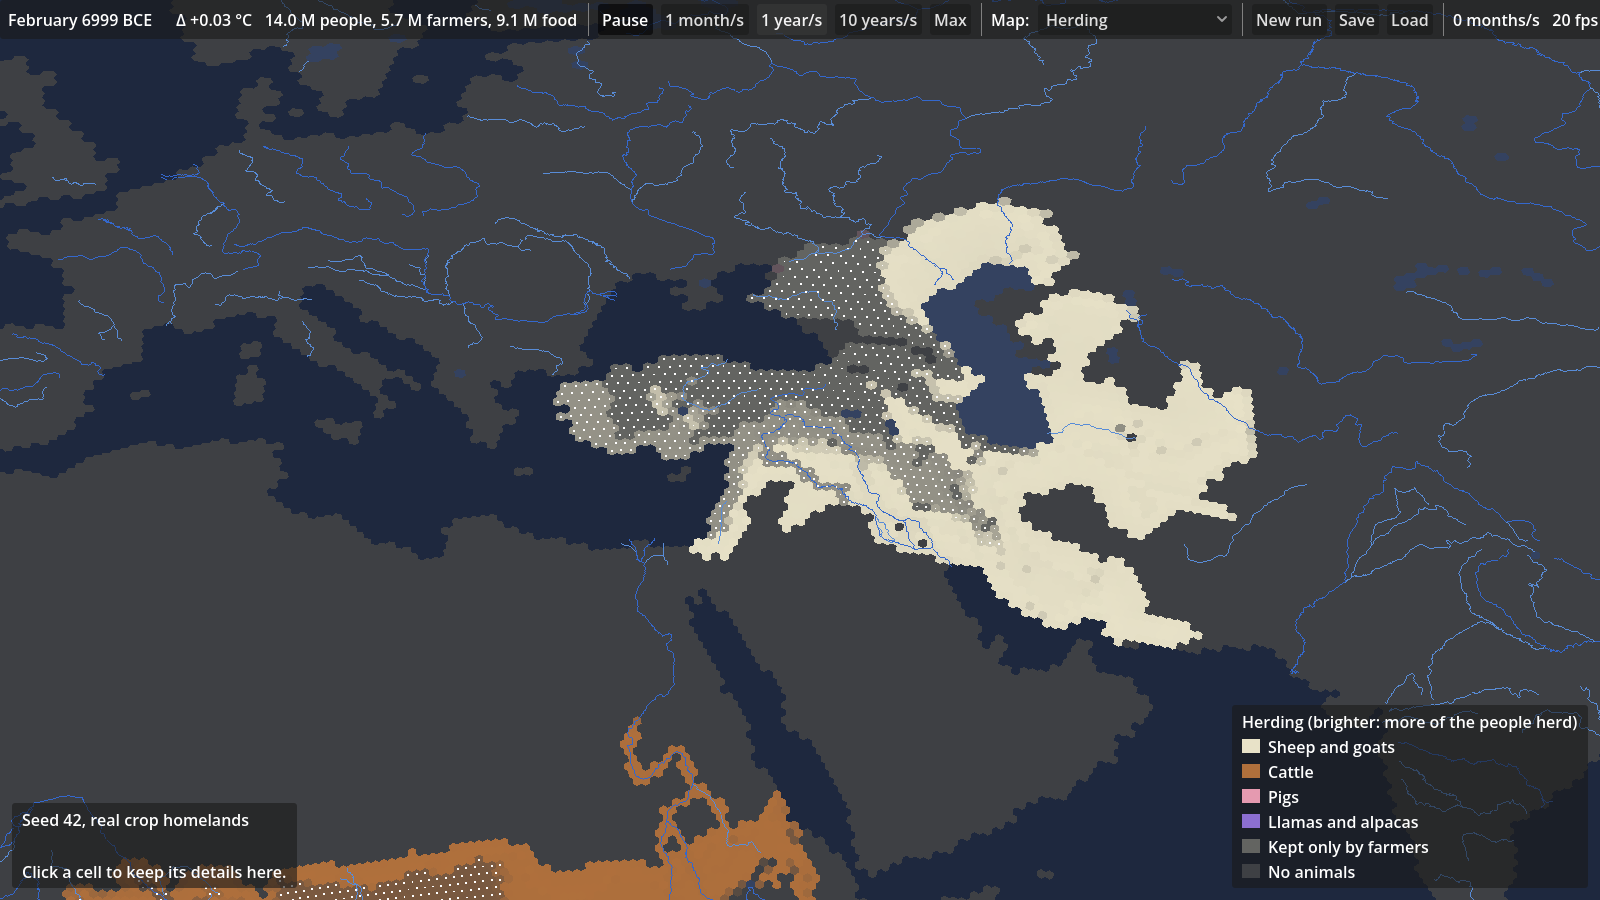 February 6999 BCE Δ +0.03 °C 14.0 M people, 5.7 M farmers, 9.1 M food Pause 1 month/s 1 year/s 10 years/s Max Map: Herding New run Save Load 0 months/s 20 fps
Herding (brighter: more of the people herd)
Sheep and goats
Cattle
Pigs
Llamas and alpacas
Kept only by farmers
No animals
Seed 42, real crop homelands
Click a cell to keep its details here.